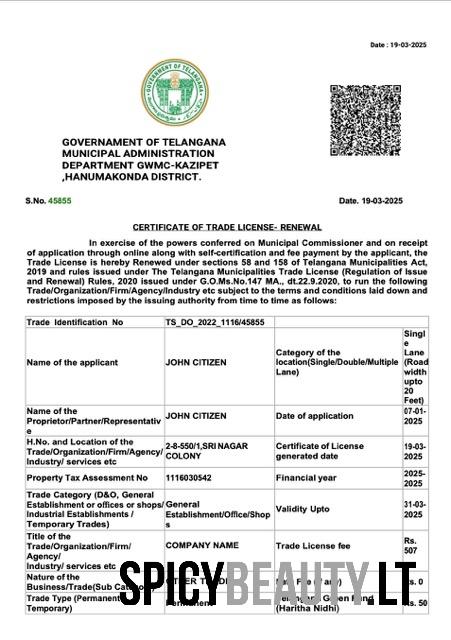 Date : 19-03-2025
GOVERNMENT OF TELANGANA
GOVERNAMENT OF TELANGANA
MUNICIPAL ADMINISTRATION
DEPARTMENT GWMC-KAZIPET
,HANUMAKONDA DISTRICT.
S.No. 45855
Date. 19-03-2025
CERTIFICATE OF TRADE LICENSE- RENEWAL
In exercise of the powers conferred on Municipal Commissioner and on receipt
of application through online along with self-certification and fee payment by the applicant, the
Trade License is hereby Renewed under sections 58 and 158 of Telangana Municipalities Act,
2019 and rules issued under The Telangana Municipalities Trade License (Regulation of Issue
and Renewal) Rules, 2020 issued under G.O.Ms.No.147 MA., dt.22.9.2020, to run the following
Trade/Organization/Firm/Agency/Industry etc subject to the terms and conditions laid down and
restrictions imposed by the issuing authority from time to time as follows:
Trade Identification No
TS_DO_2022_1116/45855
Name of the applicant
JOHN CITIZEN
Category of the
location(Single/Double/Multiple
Lane)
Singl
e
Lane
(Road
width
upto
20
Feet)
Name of the
Proprietor/Partner/Representativ
e
JOHN CITIZEN
Date of application
07-01-
2025
H.No. and Location of the
Trade/Organization/Firm/Agency/
Industry/ services etc
2-8-550/1,SRI NAGAR
COLONY
Certificate of License
generated date
19-03-
2025
Property Tax Assessment No
1116030542
Financial year
2025-
2025
Trade Category (D&O, General
Establishment or offices or shops/
Industrial Establishments /
Temporary Trades)
General
Establishment/Office/Shop
s
Validity Upto
31-03-
2025
Title of the
Trade/Organization/Firm/
Agency/
Industry/ services etc
COMPANY NAME
Trade License fee
Rs.
507
Nature of the
Business/Trade(Sub Category)
Rs. 0
Trade Type (Permanent/
Temporary)
Permanent
Telangana Green Fund
(Haritha Nidhi)
Rs. 50
SPICYBEAUTY.LT